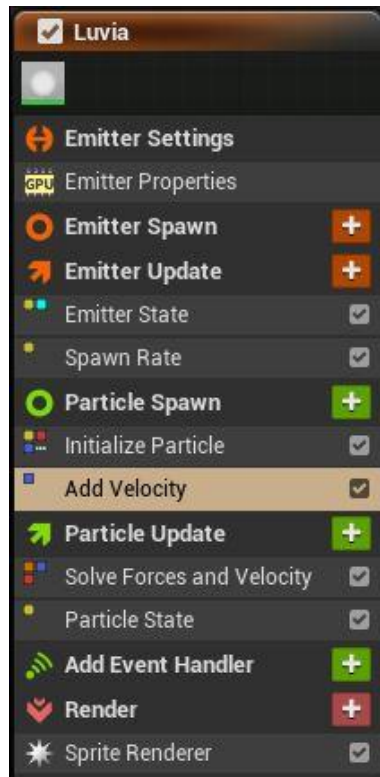 Luvia
Emitter Settings
GPU Emitter Properties
Emitter Spawn
Emitter Update
Emitter State
Spawn Rate
Particle Spawn
Initialize Particle
Add Velocity
Particle Update
Solve Forces and Velocity
Particle State
Add Event Handler
Render
Sprite Renderer